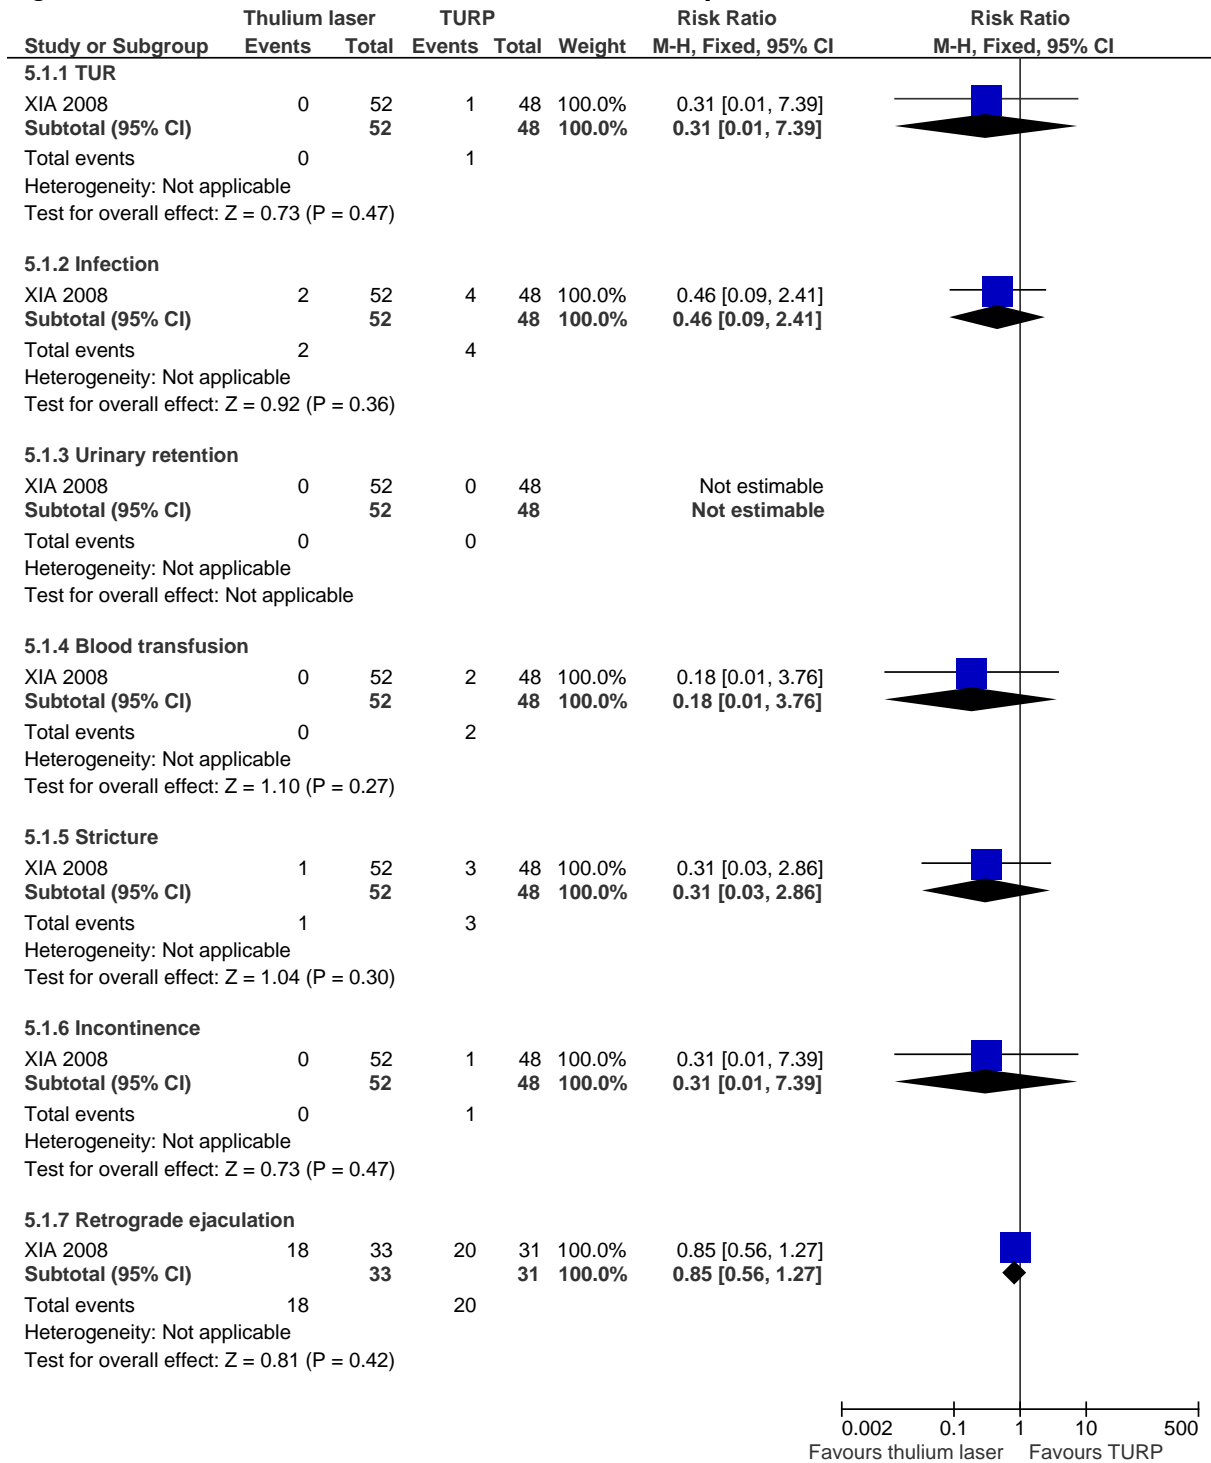 Thulium laser TURP Risk Ratio Risk Ratio
Study or Subgroup Events Total Events Total Weight M-H, Fixed, 95% CI M-H, Fixed, 95% CI
5.1.1 TUR
XIA 2008 0 52 1 48 100.0% 0.31 [0.01, 7.39]
Subtotal (95% CI) 52 48 100.0% 0.31 [0.01, 7.39]
Total events 0 1
Heterogeneity: Not applicable
Test for overall effect: Z = 0.73 (P = 0.47)
5.1.2 Infection
XIA 2008 2 52 4 48 100.0% 0.46 [0.09, 2.41]
Subtotal (95% CI) 52 48 100.0% 0.46 [0.09, 2.41]
Total events 2 4
Heterogeneity: Not applicable
Test for overall effect: Z = 0.92 (P = 0.36)
5.1.3 Urinary retention
XIA 2008 0 52 0 48 Not estimable
Subtotal (95% CI) 52 48 Not estimable
Total events 0 0
Heterogeneity: Not applicable
Test for overall effect: Not applicable
5.1.4 Blood transfusion
XIA 2008 0 52 2 48 100.0% 0.18 [0.01, 3.76]
Subtotal (95% CI) 52 48 100.0% 0.18 [0.01, 3.76]
Total events 0 2
Heterogeneity: Not applicable
Test for overall effect: Z = 1.10 (P = 0.27)
5.1.5 Stricture
XIA 2008 1 52 3 48 100.0% 0.31 [0.03, 2.86]
Subtotal (95% CI) 52 48 100.0% 0.31 [0.03, 2.86]
Total events 1 3
Heterogeneity: Not applicable
Test for overall effect: Z = 1.04 (P = 0.30)
5.1.6 Incontinence
XIA 2008 0 52 1 48 100.0% 0.31 [0.01, 7.39]
Subtotal (95% CI) 52 48 100.0% 0.31 [0.01, 7.39]
Total events 0 1
Heterogeneity: Not applicable
Test for overall effect: Z = 0.73 (P = 0.47)
5.1.7 Retrograde ejaculation
XIA 2008 18 33 20 31 100.0% 0.85 [0.56, 1.27]
Subtotal (95% CI) 33 31 100.0% 0.85 [0.56, 1.27]
Total events 18 20
Heterogeneity: Not applicable
Test for overall effect: Z = 0.81 (P = 0.42)
0.002 0.1 1 10 500
Favours thulium laser Favours TURP